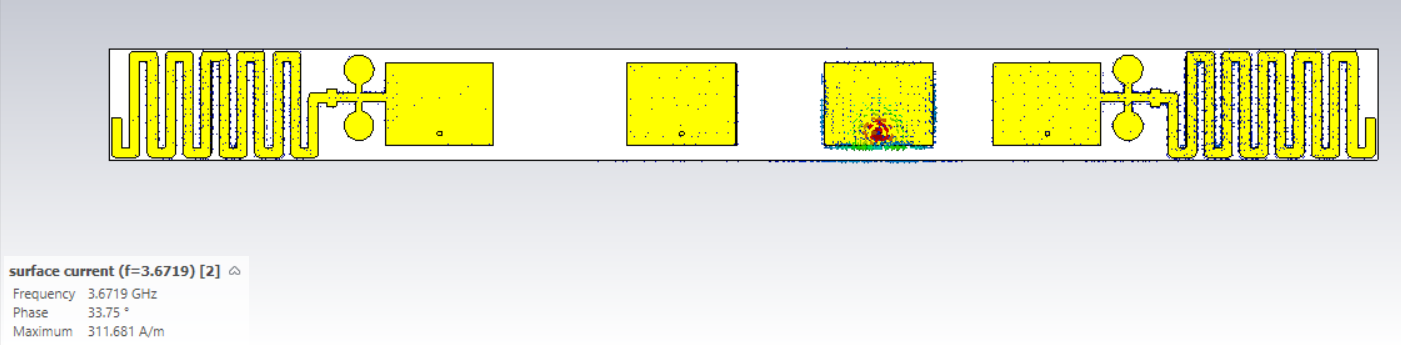 surface current (f=3.6719) [2]
Frequency 3.6719 GHz
Phase 33.75 °
Maximum 311.681 A/m